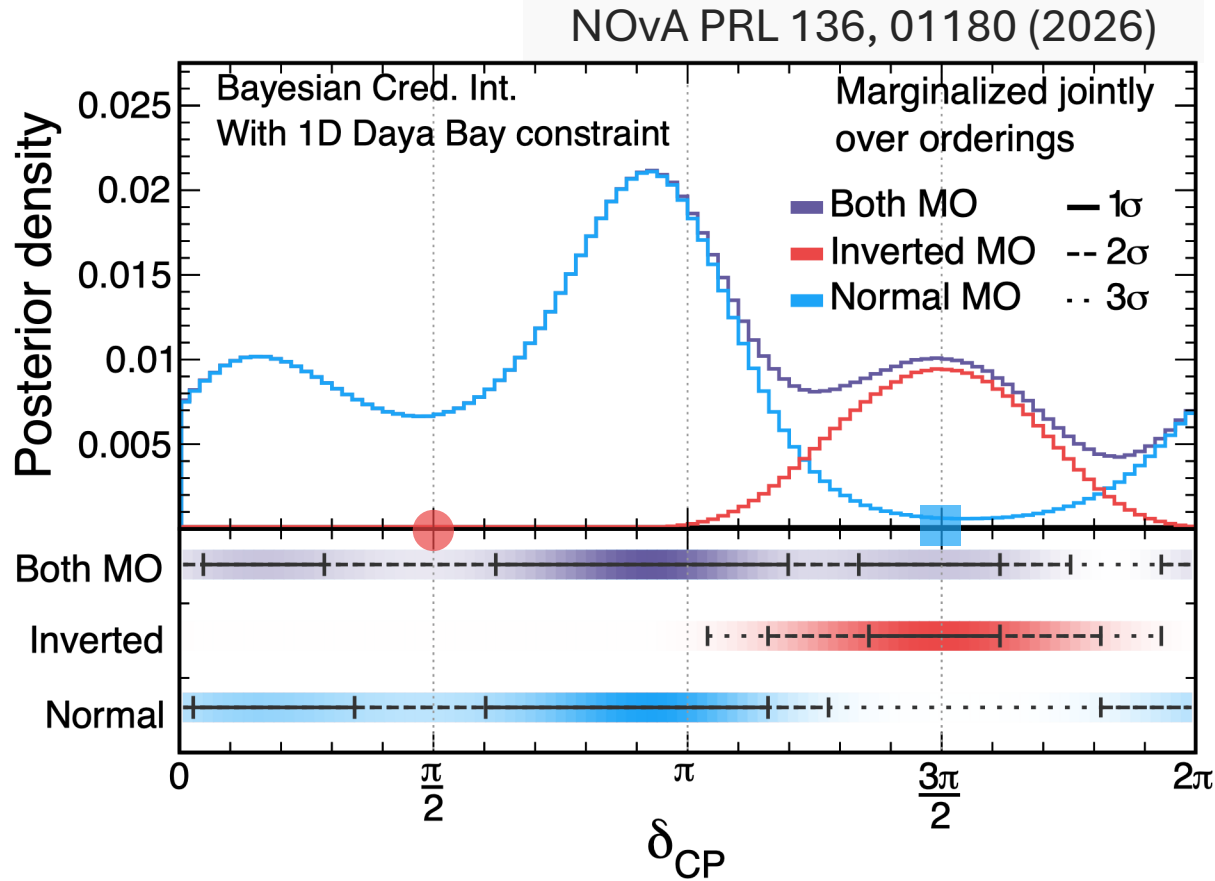 NOvA PRL 136, 01180 (2026)
Bayesian Cred. Int.
With 1D Daya Bay constraint
Marginalized jointly
over orderings
Both MO
1σ
Inverted MO
2σ
Normal MO
3σ
Posterior density
0.025
0.02
0.015
0.01
0.005
Both MO
Inverted
Normal
0
π/2
π
3π/2
2π
δCP